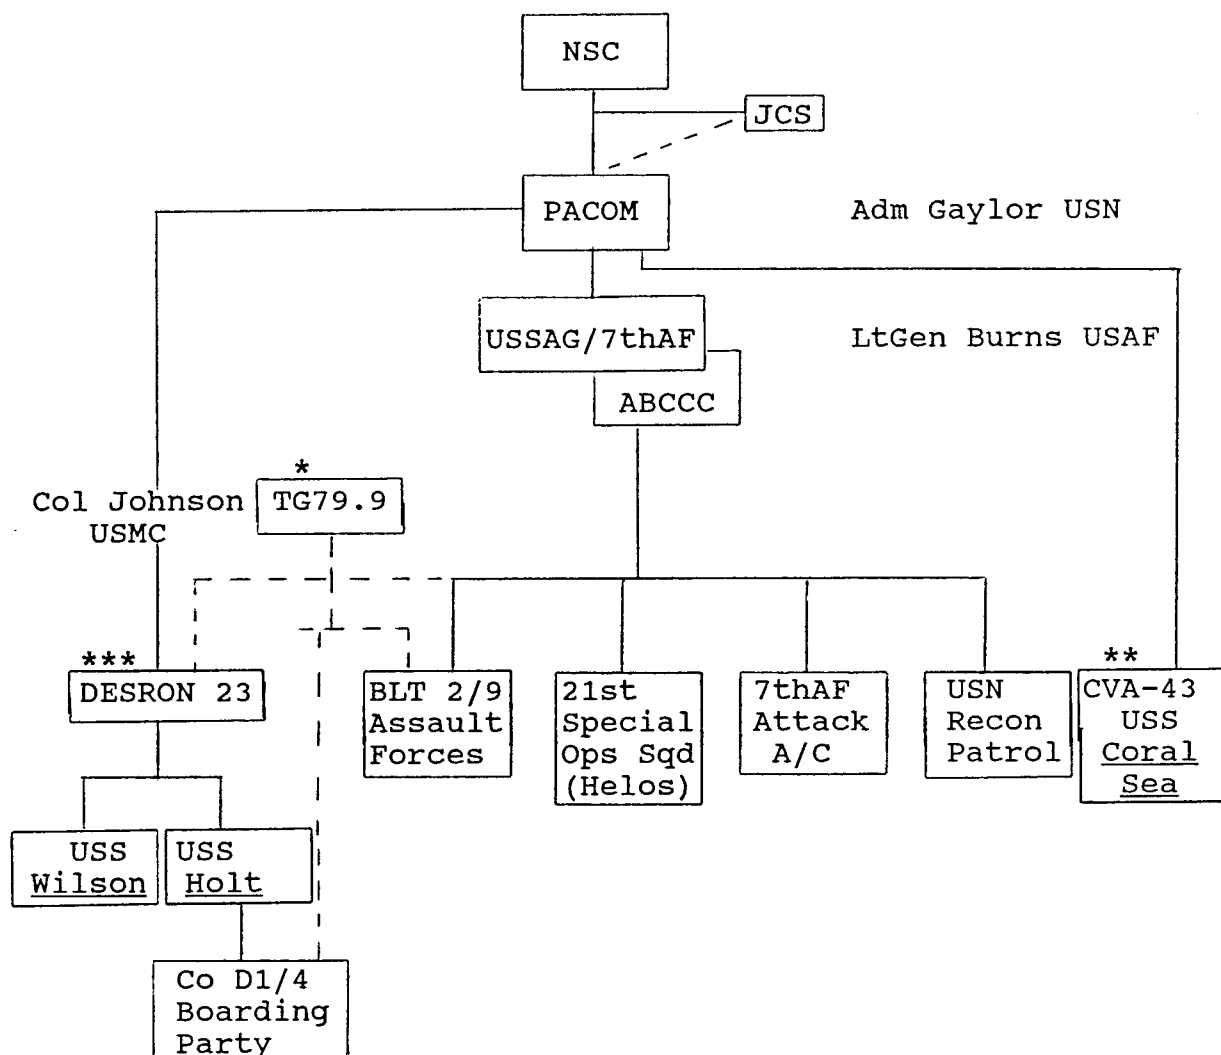 NSC
JCS
PACOM
Adm Gaylor USN
USSAG/7thAF
LtGen Burns USAF
ABCCC
*
Col Johnson
USMC
TG79.9
***
DESRON 23
BLT 2/9
Assault
Forces
21st
Special
Ops Sqd
(Helos)
7thAF
Attack
A/C
USN
Recon
Patrol
**
CVA-43
USS
Coral
Sea
USS
Wilson
USS
Holt
Co D1/4
Boarding
Party